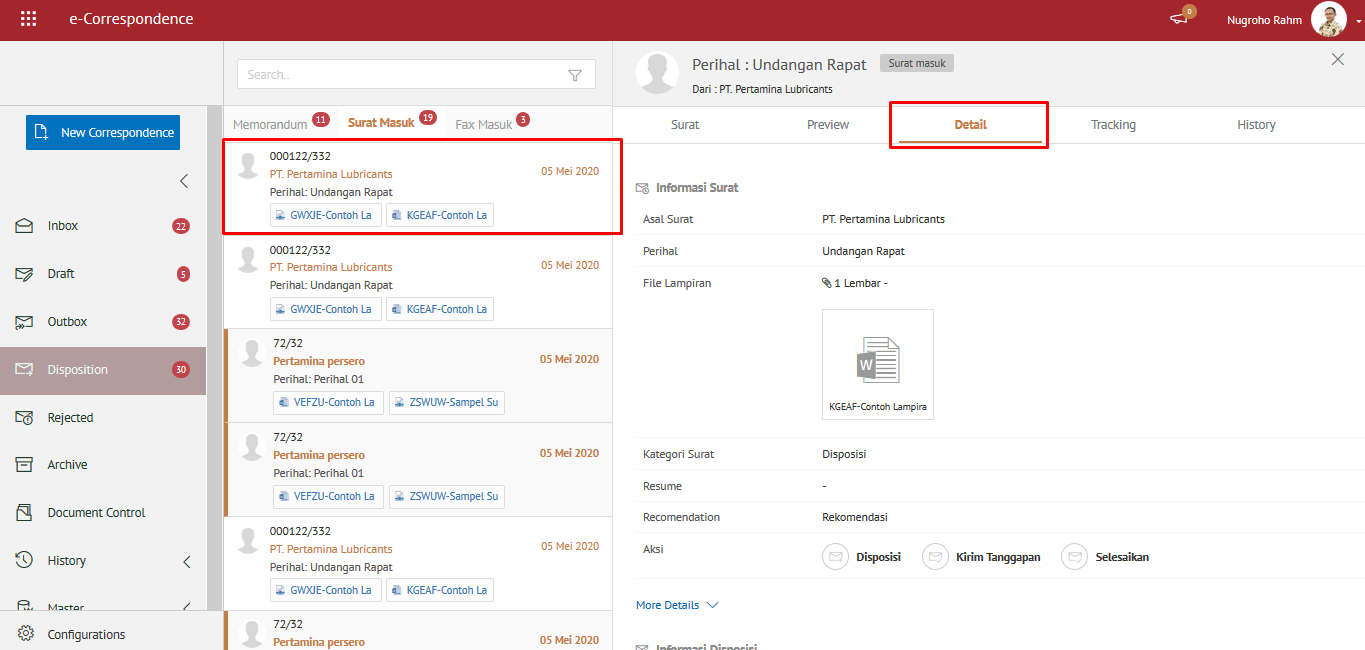 e-Correspondence
0
Nugroho Rahm
New Correspondence
Inbox 22
Draft 5
Outbox 32
Disposition 30
Rejected
Archive
Document Control
History
Master
Configurations
Search..
Memorandum 11 Surat Masuk 19 Fax Masuk 3
000122/332
PT. Pertamina Lubricants 05 Mei 2020
Perihal: Undangan Rapat
GWXJE-Contoh La KGEAF-Contoh La
000122/332
PT. Pertamina Lubricants 05 Mei 2020
Perihal: Undangan Rapat
GWXJE-Contoh La KGEAF-Contoh La
72/32
Pertamina persero 05 Mei 2020
Perihal: Perihal 01
VEFZU-Contoh La ZSWUW-Sampel Su
72/32
Pertamina persero 05 Mei 2020
Perihal: Perihal 01
VEFZU-Contoh La ZSWUW-Sampel Su
000122/332
PT. Pertamina Lubricants 05 Mei 2020
Perihal: Undangan Rapat
GWXJE-Contoh La KGEAF-Contoh La
72/32
Pertamina persero 05 Mei 2020
Perihal : Undangan Rapat Surat masuk
Dari : PT. Pertamina Lubricants
Surat Preview Detail Tracking History
Informasi Surat
Asal Surat PT. Pertamina Lubricants
Perihal Undangan Rapat
File Lampiran 1 Lembar -
W
KGEAF-Contoh Lampira
Kategori Surat Disposisi
Resume -
Recomendation Rekomendasi
Aksi Disposisi Kirim Tanggapan Selesaikan
More Details
Informasi Disposisi